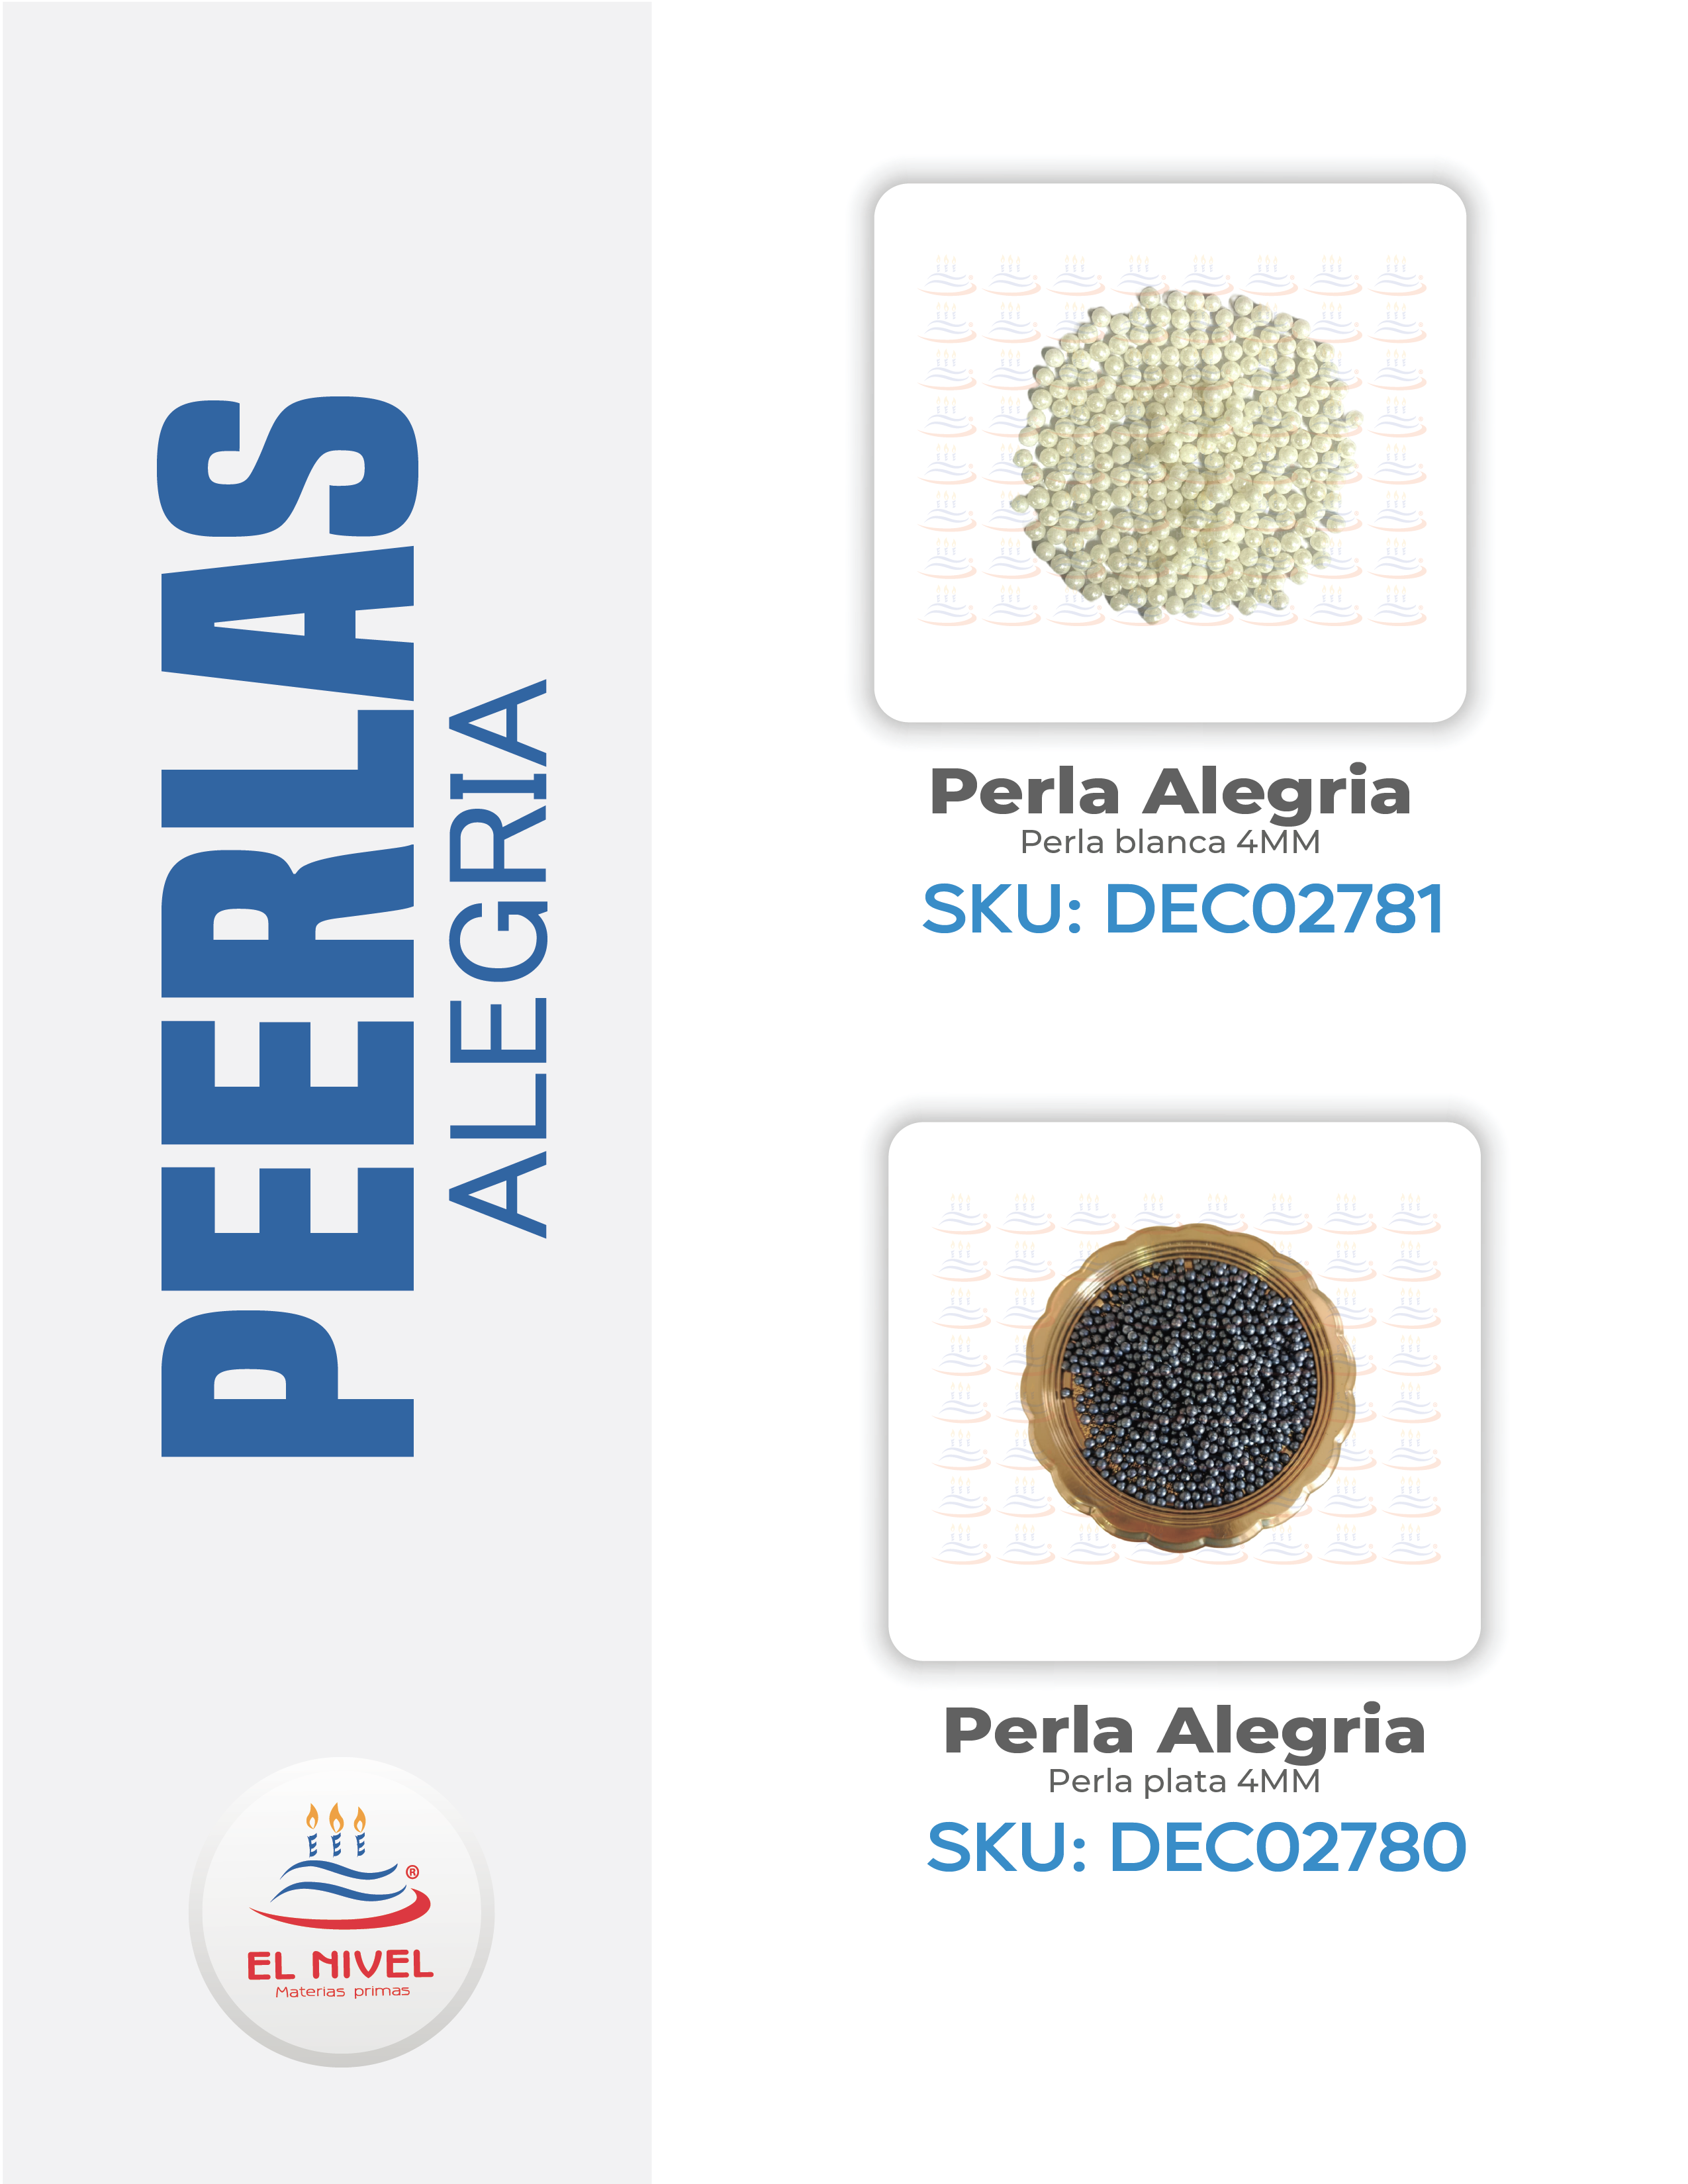 PEERLAS
ALEGRIA
Perla Alegria
Perla blanca 4MM
SKU: DEC02781
Perla Alegria
Perla plata 4MM
SKU: DEC02780
®
EL NIVEL
Materias primas